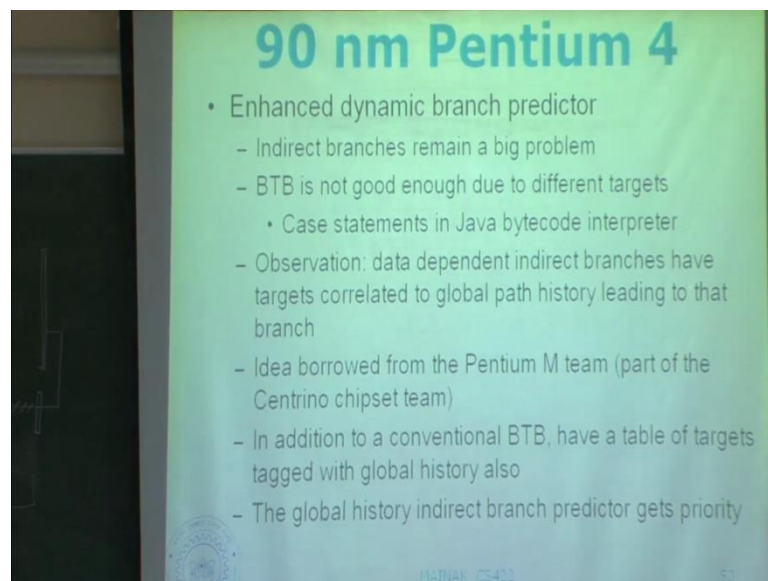 90 nm Pentium 4
• Enhanced dynamic branch predictor
– Indirect branches remain a big problem
– BTB is not good enough due to different targets
• Case statements in Java bytecode interpreter
– Observation: data dependent indirect branches have
targets correlated to global path history leading to that
branch
– Idea borrowed from the Pentium M team (part of the
Centrino chipset team)
– In addition to a conventional BTB, have a table of targets
tagged with global history also
– The global history indirect branch predictor gets priority
MAINAK CS422